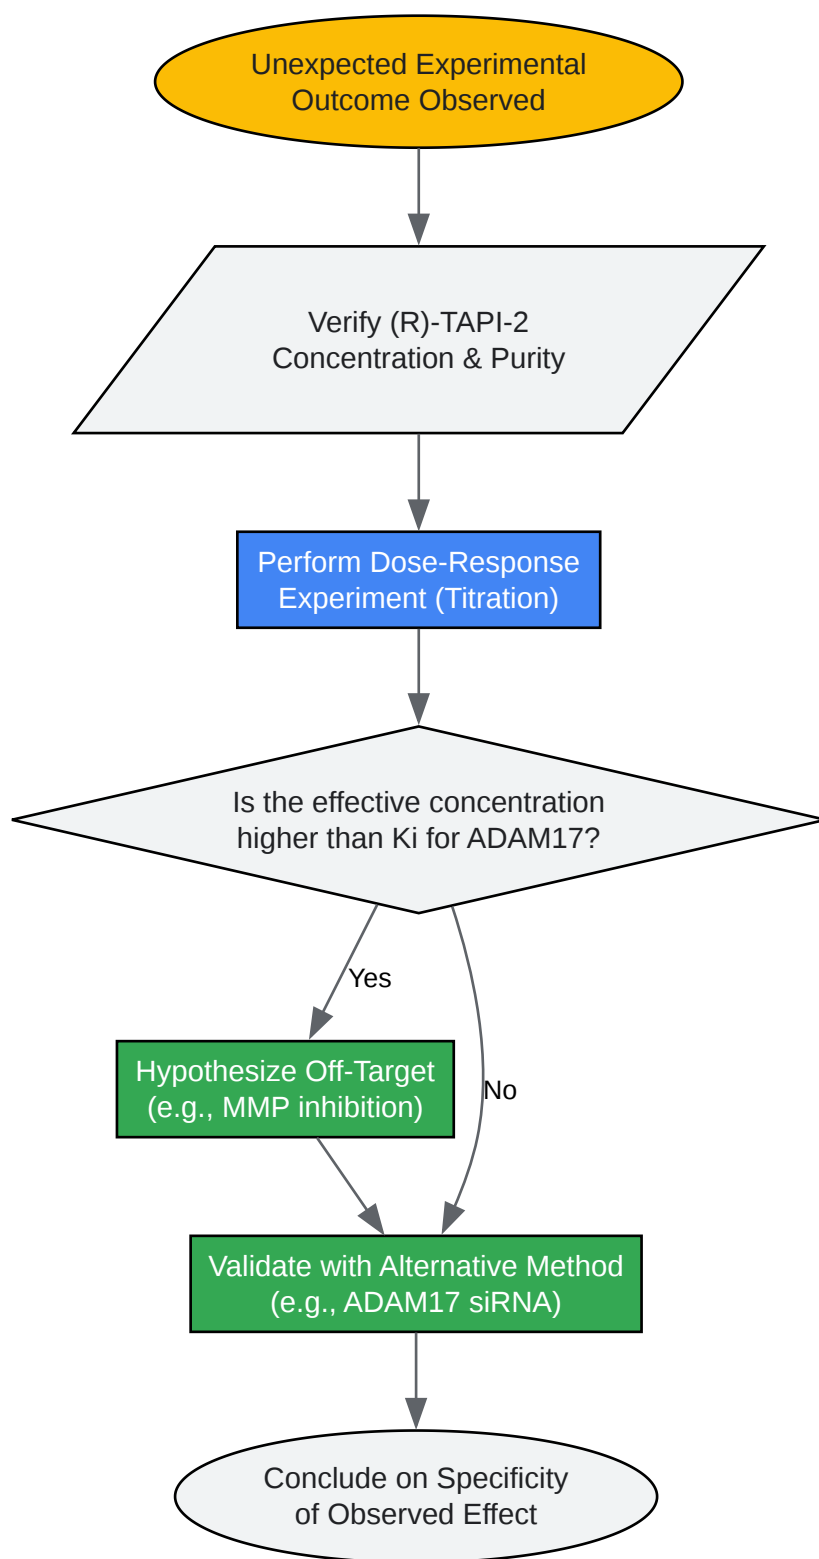 Unexpected Experimental
Outcome Observed
Verify (R)-TAPI-2
Concentration & Purity
Perform Dose-Response
Experiment (Titration)
Is the effective concentration
higher than Ki for ADAM17?
Yes
Hypothesize Off-Target
(e.g., MMP inhibition)
No
Validate with Alternative Method
(e.g., ADAM17 siRNA)
Conclude on Specificity
of Observed Effect